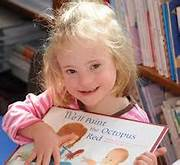 We'll Paint
the Octopus
Red